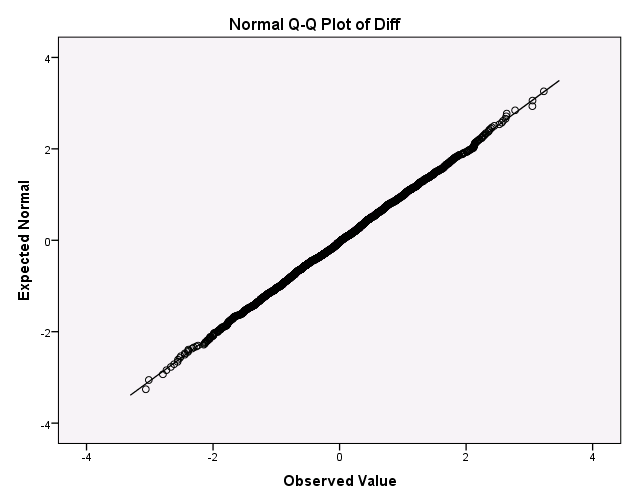 Normal Q-Q Plot of Diff
4
2
0
-2
-4
Expected Normal
-4 -2 0 2 4
Observed Value